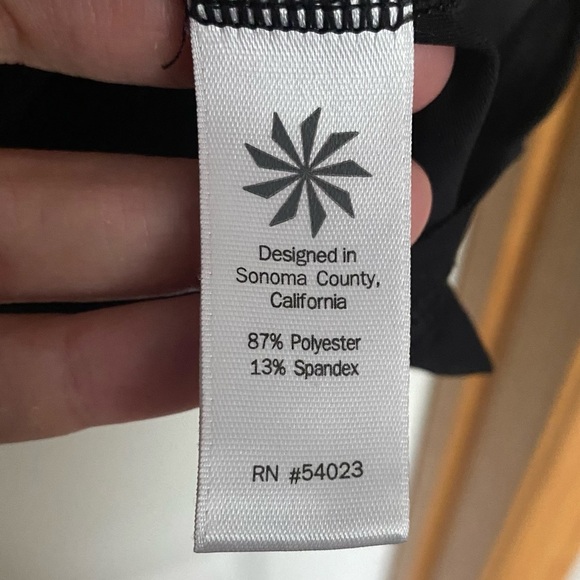 Designed in
Sonoma County,
California
87% Polyester
13% Spandex
RN #54023